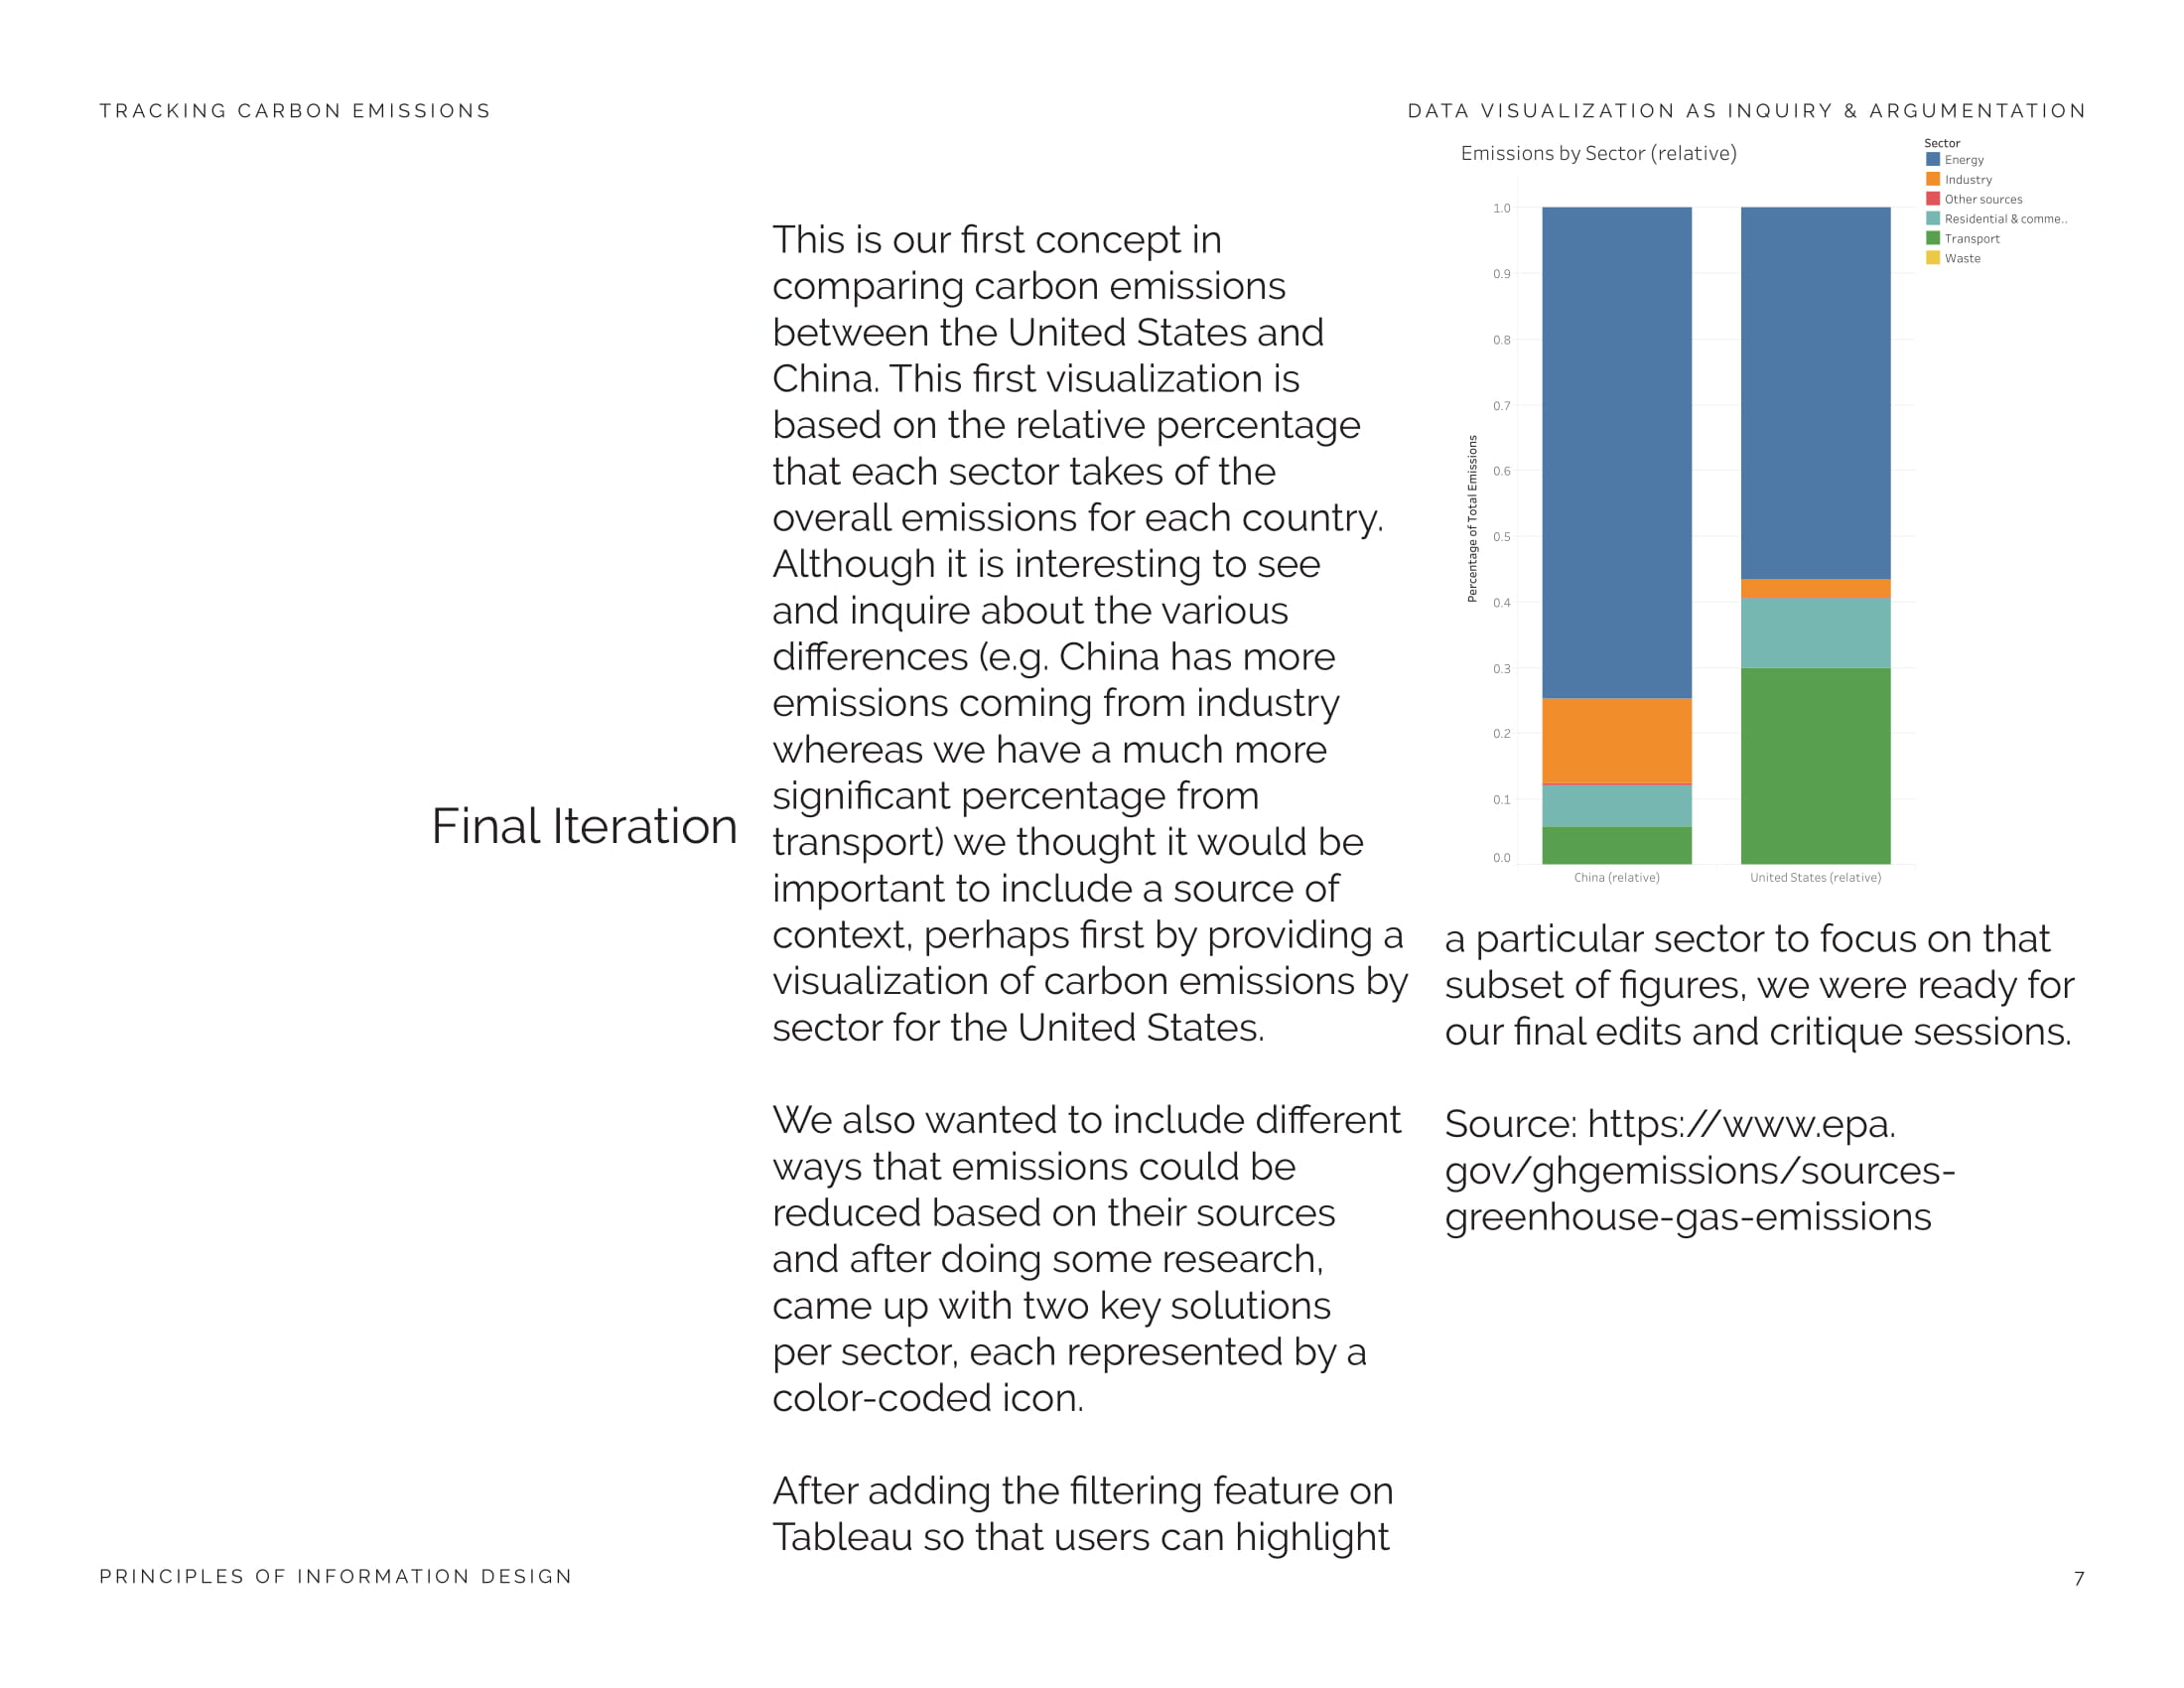 TRACKING CARBON EMISSIONS
DATA VISUALIZATION AS INQUIRY & ARGUMENTATION
Final Iteration
This is our first concept in
comparing carbon emissions
between the United States and
China. This first visualization is
based on the relative percentage
that each sector takes of the
overall emissions for each country.
Although it is interesting to see
and inquire about the various
differences (e.g. China has more
emissions coming from industry
whereas we have a much more
significant percentage from
transport) we thought it would be
important to include a source of
context, perhaps first by providing a
visualization of carbon emissions by
sector for the United States.
We also wanted to include different
ways that emissions could be
reduced based on their sources
and after doing some research,
came up with two key solutions
per sector, each represented by a
color-coded icon.
After adding the filtering feature on
Tableau so that users can highlight
Emissions by Sector (relative)
Sector
Energy
Industry
Other sources
Residential & comme..
Transport
Waste
Percentage of Total Emissions
1.0
0.9
0.8
0.7
0.6
0.5
0.4
0.3
0.2
0.1
0.0
China (relative)
United States (relative)
a particular sector to focus on that
subset of figures, we were ready for
our final edits and critique sessions.
Source: https://www.epa.
gov/ghgemissions/sources-
greenhouse-gas-emissions
PRINCIPLES OF INFORMATION DESIGN
7